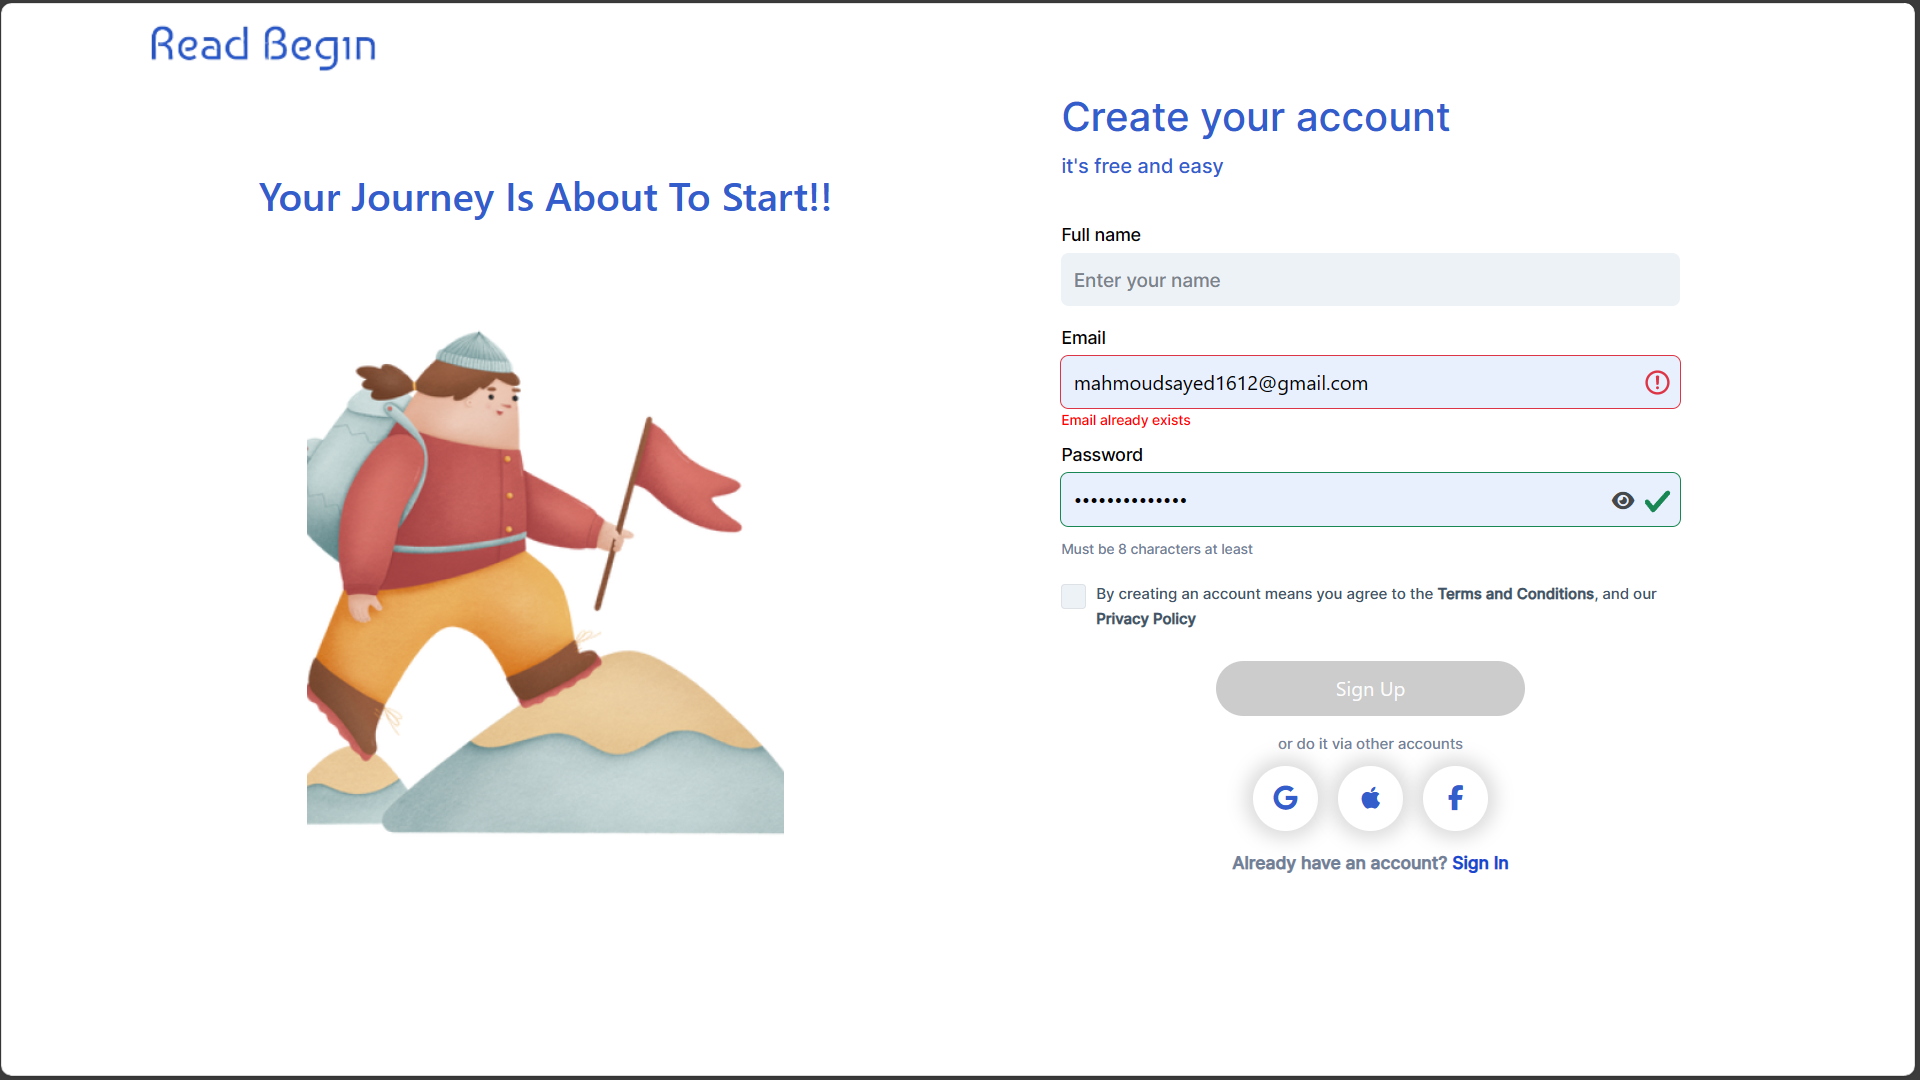 Read Begin
Your Journey Is About To Start!!
Create your account
it's free and easy
Full name
Enter your name
Email
mahmoudsayed1612@gmail.com
Email already exists
Password
••••••••••••••
Must be 8 characters at least
By creating an account means you agree to the Terms and Conditions, and our
Privacy Policy
Sign Up
or do it via other accounts
Already have an account? Sign In